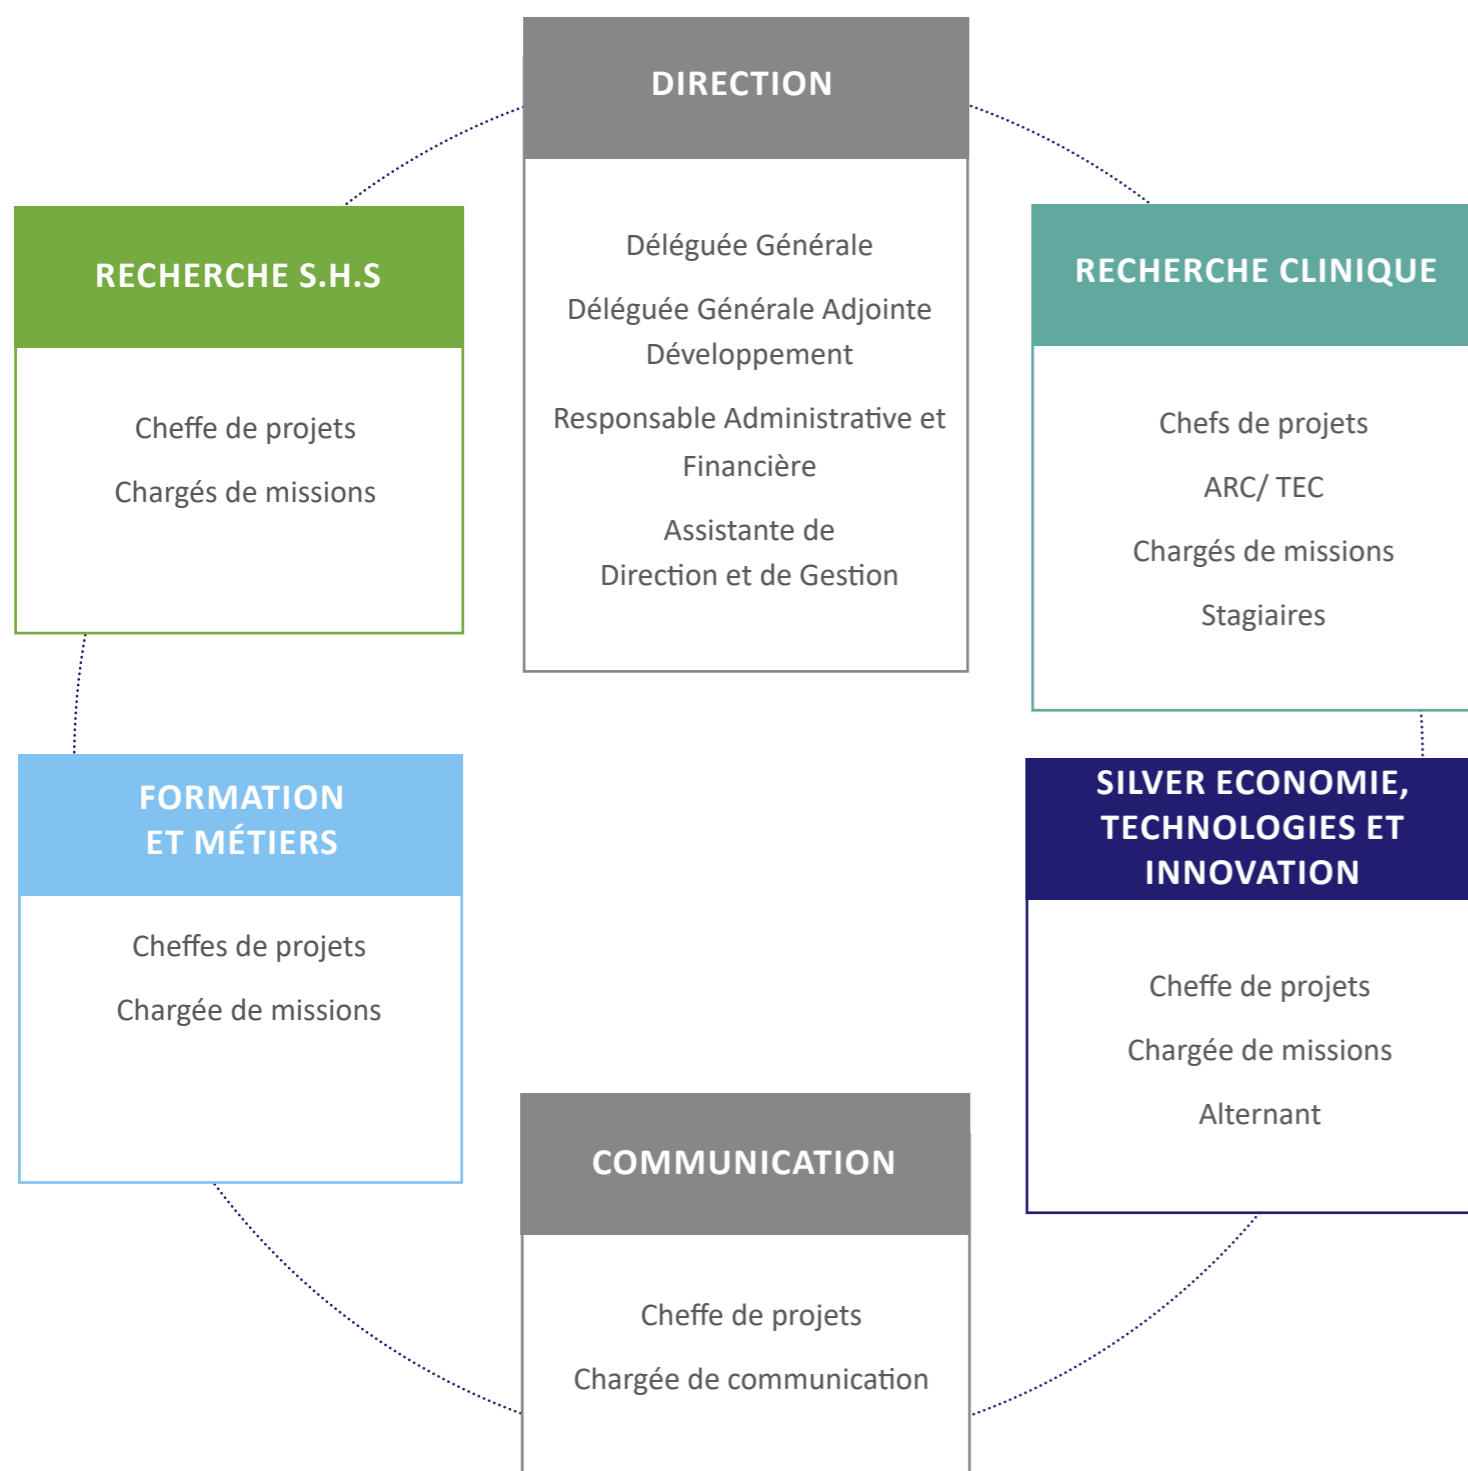 DIRECTION
Déléguée Générale
Déléguée Générale Adjointe
Développement
Responsable Administrative et
Financière
Assistante de
Direction et de Gestion
RECHERCHE S.H.S
Cheffe de projets
Chargés de missions
RECHERCHE CLINIQUE
Chefs de projets
ARC/ TEC
Chargés de missions
Stagiaires
FORMATION
ET MÉTIERS
Cheffes de projets
Chargée de missions
SILVER ECONOMIE,
TECHNOLOGIES ET
INNOVATION
Cheffe de projets
Chargée de missions
Alternant
COMMUNICATION
Cheffe de projets
Chargée de communication